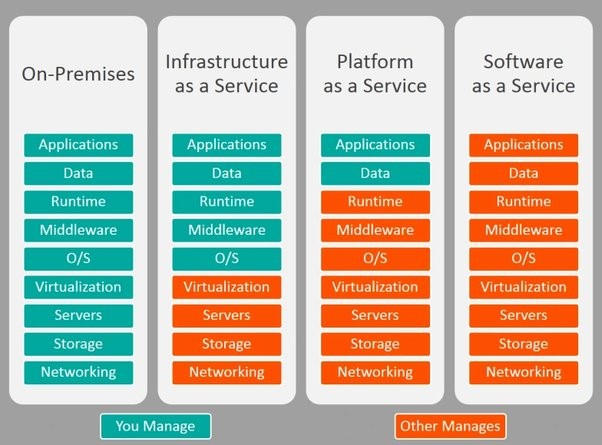 On-Premises
Applications
Data
Runtime
Middleware
O/S
Virtualization
Servers
Storage
Networking
Infrastructure
as a Service
Applications
Data
Runtime
Middleware
O/S
Virtualization
Servers
Storage
Networking
Platform
as a Service
Applications
Data
Runtime
Middleware
O/S
Virtualization
Servers
Storage
Networking
Software
as a Service
Applications
Data
Runtime
Middleware
O/S
Virtualization
Servers
Storage
Networking
You Manage
Other Manages